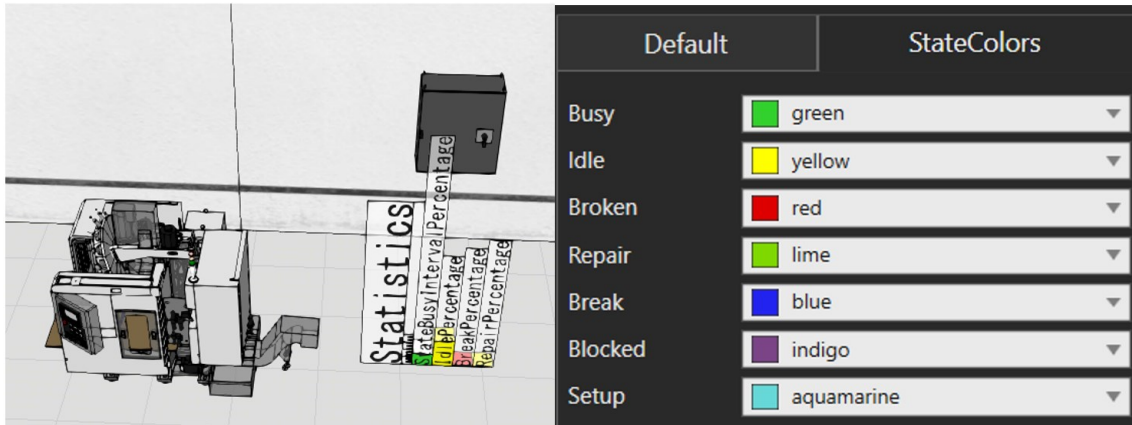 Statistics
StateBusyIntervalPercentage
IdlePercentage
BreakPercentage
RepairPercentage
Default
StateColors
Busy
green
Idle
yellow
Broken
red
Repair
lime
Break
blue
Blocked
indigo
Setup
aquamarine